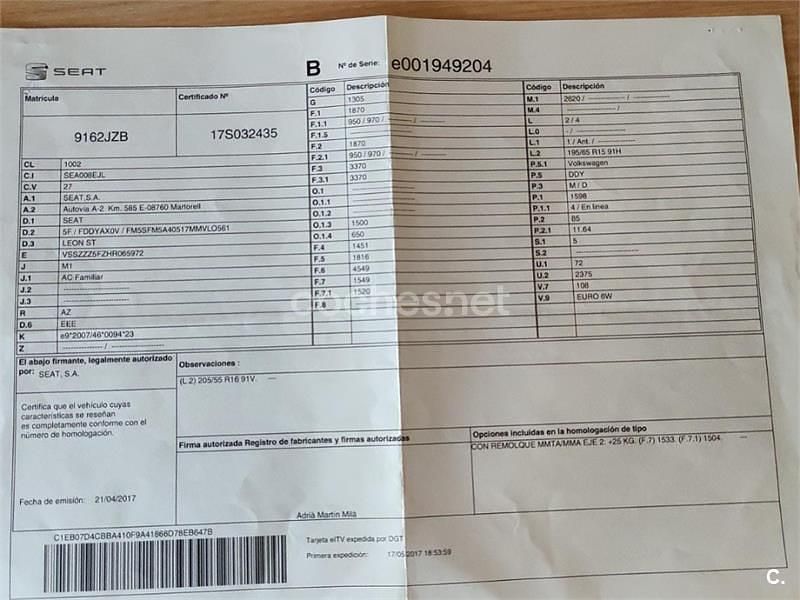 SEAT
B Nº de Serie: e001949204
Matrícula Certificado Nº
9162JZB 17S032435
CL 1002
C.I SEA008EJL
C.V 27
A.1 SEAT,S.A.
A.2 Autovía A-2 Km. 585 E-08760 Martorell
D.1 SEAT
D.2 5F / FDDYAX0V / FM5SFM5A40517MMVLO561
D.3 LEON ST
E VSSZZZ5FZHR065972
J M1
J.1 AC Familiar
J.2 ---------------------
J.3 ---------------------
R AZ
D.6 EEE
K e9*2007/46*0094*23
Z ------------ / ----------------
Código Descripción
G 1305
F.1 1870
F.1.1 950 / 970 / -------- / --------
F.1.5 --------
F.2 1870
F.2.1 950 / 970 / -------- / --------
F.3 3370
F.3.1 3370
O.1 ---------------------
O.1.1 ---------------------
O.1.2 ---------------------
O.1.3 1500
O.1.4 650
F.4 1451
F.5 1816
F.6 4549
F.7 1549
F.7.1 1520
F.8
Código Descripción
M.1 2620 / ------------ / ------------
M.4 ---------------- /
L 2 / 4
L.0 - / ----------------
L.1 1 / Ant. / ----------------
L.2 195/65 R15 91H
P.5.1 Volkswagen
P.5 DDY
P.3 M / D
P.1 1598
P.1.1 4 / En linea
P.2 85
P.2.1 11.64
S.1 5
S.2 ---------------------
U.1 72
U.2 2375
V.7 108
V.9 EURO 6W
coches.net
El abajo firmante, legalmente autorizado
por: SEAT, S.A.
Certifica que el vehículo cuyas
características se reseñan
es completamente conforme con el
número de homologación.
Fecha de emisión: 21/04/2017
Observaciones :
(L.2) 205/55 R16 91V. ---
Firma autorizada Registro de fabricantes y firmas autorizadas
Adrià Martin Milà
Opciones incluidas en la homologación de tipo
CON REMOLQUE MMTA/MMA EJE 2: +25 KG. (F.7) 1533. (F.7.1) 1504. ---
C1EB07D4CBBA410F9A41866D78EB647B
Tarjeta eITV expedida por DGT
Primera expedición: 17/05/2017 18:53:59
C.